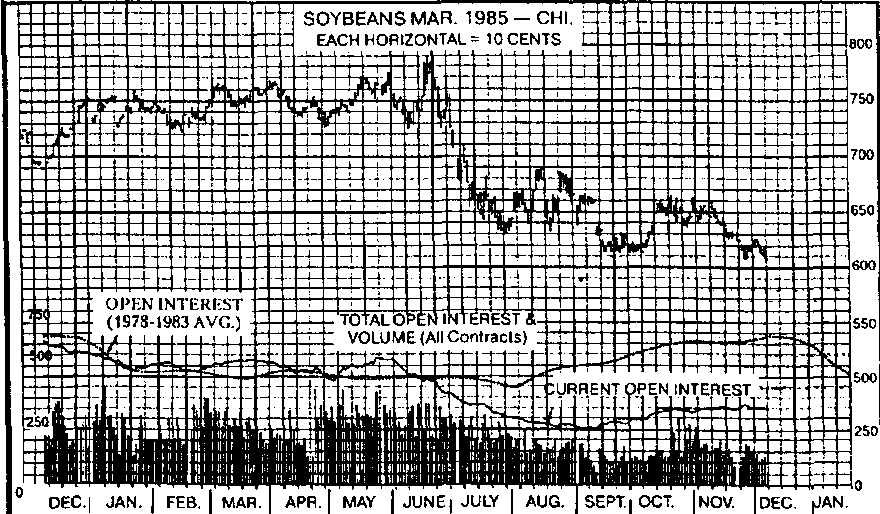 SOYBEANS MAR. 1985 — CHI.
EACH HORIZONTAL = 10 CENTS
800
750
700
650
600
OPEN INTEREST
(1978-1983 AVG.)
750
TOTAL OPEN INTEREST &
VOLUME (All Contracts)
550
500
500
CURRENT OPEN INTEREST
250
250
0
0
DEC. JAN. FEB. MAR. APR. MAY JUNE JULY AUG. SEPT. OCT. NOV. DEC. JAN.